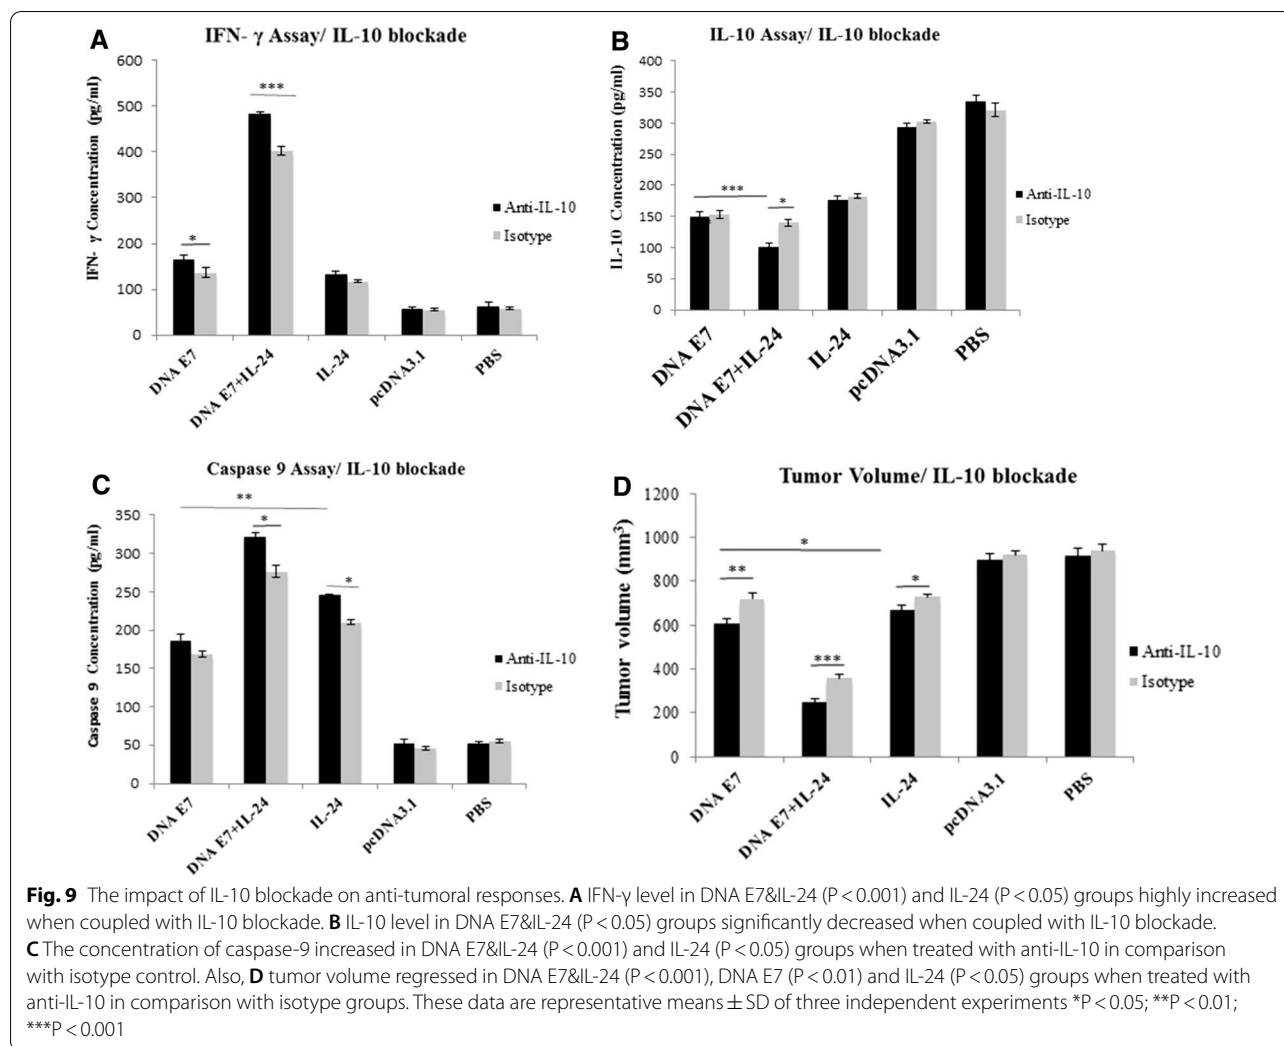 A
IFN- γ Assay/ IL-10 blockade
IFN- γ Concentration (pg/ml)
600
500
400
300
200
100
0
***
*
Anti-IL-10
Isotype
DNA E7
DNA E7+IL-24
IL-24
pcDNA3.1
PBS
B
IL-10 Assay/ IL-10 blockade
IL-10 Concentration (pg/ml)
400
350
300
250
200
150
100
50
0
***
*
Anti-IL-10
Isotype
DNA E7
DNA E7+IL-24
IL-24
pcDNA3.1
PBS
C
Caspase 9 Assay/ IL-10 blockade
Caspase 9 Concentration (pg/ml)
350
300
250
200
150
100
50
0
**
*
*
Anti-IL-10
Isotype
DNA E7
DNA E7+IL-24
IL-24
pcDNA3.1
PBS
D
Tumor Volume/ IL-10 blockade
Tumor volume (mm³)
1200
1000
800
600
400
200
0
*
**
***
*
Anti-IL-10
Isotype
DNA E7
DNA E7+IL-24
IL-24
pcDNA3.1
PBS
Fig. 9 The impact of IL-10 blockade on anti-tumoral responses. A IFN-γ level in DNA E7&IL-24 (P < 0.001) and IL-24 (P < 0.05) groups highly increased
when coupled with IL-10 blockade. B IL-10 level in DNA E7&IL-24 (P < 0.05) groups significantly decreased when coupled with IL-10 blockade.
C The concentration of caspase-9 increased in DNA E7&IL-24 (P < 0.001) and IL-24 (P < 0.05) groups when treated with anti-IL-10 in comparison
with isotype control. Also, D tumor volume regressed in DNA E7&IL-24 (P < 0.001), DNA E7 (P < 0.01) and IL-24 (P < 0.05) groups when treated with
anti-IL-10 in comparison with isotype groups. These data are representative means ± SD of three independent experiments *P < 0.05; **P < 0.01;
***P < 0.001